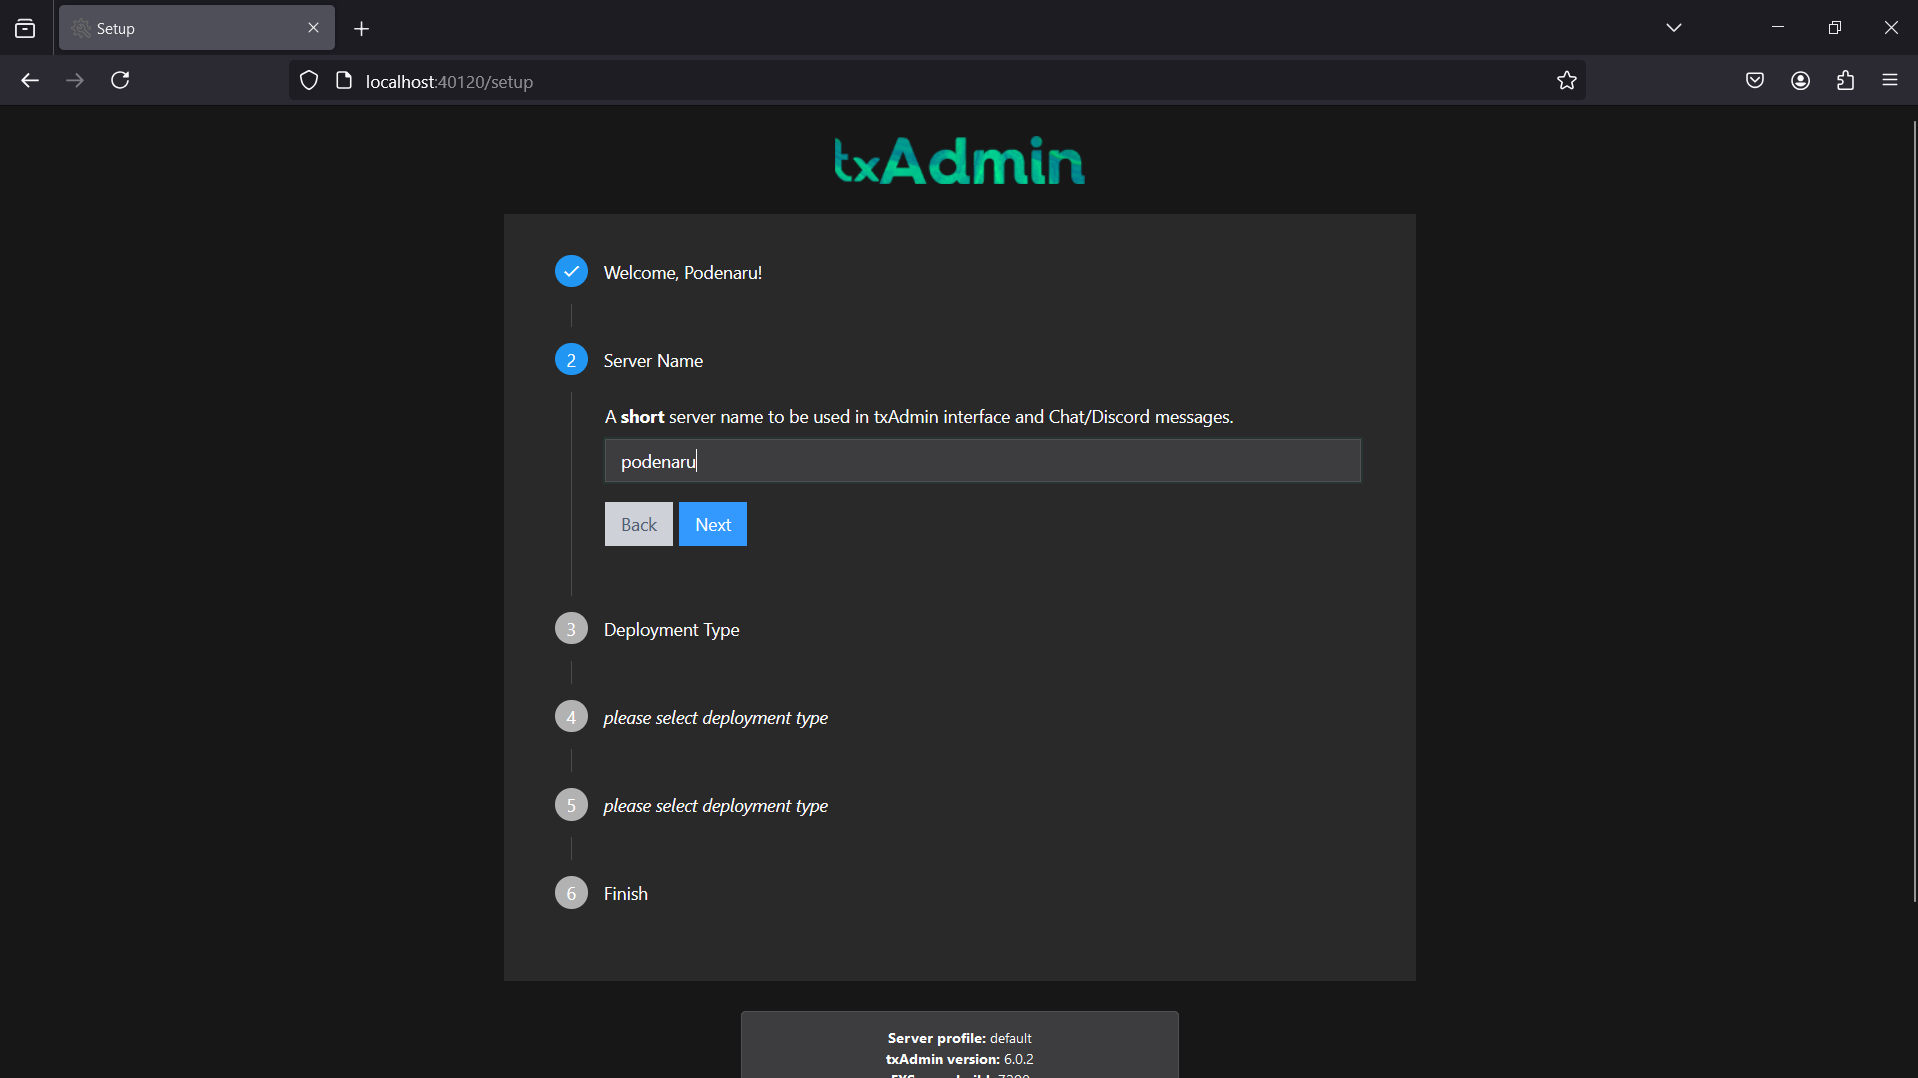 Setup
localhost:40120/setup
txAdmin
Welcome, Podenaru!
2 Server Name
A short server name to be used in txAdmin interface and Chat/Discord messages.
podenaru
Back Next
3 Deployment Type
4 please select deployment type
5 please select deployment type
6 Finish
Server profile: default
txAdmin version: 6.0.2